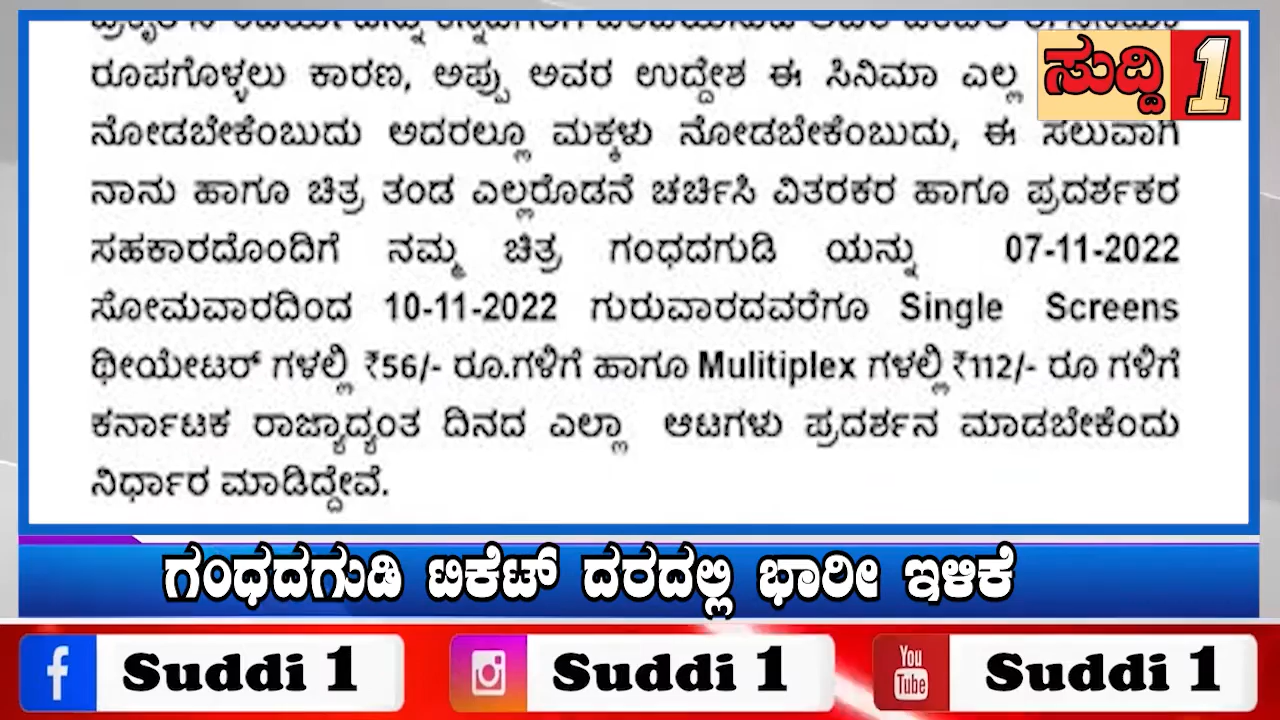 ರೂಪಗೊಳ್ಳಲು ಕಾರಣ, ಅಪ್ಪು ಅವರ ಉದ್ದೇಶ ಈ ಸಿನಿಮಾ ಎಲ್ಲ
ಸುದ್ದಿ 1
ನೋಡಬೇಕೆಂಬುದು ಅದರಲ್ಲೂ ಮಕ್ಕಳು ನೋಡಬೇಕೆಂಬುದು, ಈ ಸಲುವಾಗಿ
ನಾನು ಹಾಗೂ ಚಿತ್ರ ತಂಡ ಎಲ್ಲರೊಡನೆ ಚರ್ಚಿಸಿ ವಿತರಕರ ಹಾಗೂ ಪ್ರದರ್ಶಕರ
ಸಹಕಾರದೊಂದಿಗೆ ನಮ್ಮ ಚಿತ್ರ ಗಂಧದಗುಡಿ ಯನ್ನು 07-11-2022
ಸೋಮವಾರದಿಂದ 10-11-2022 ಗುರುವಾರದವರೆಗೂ Single Screens
ಥೀಯೇಟರ್ ಗಳಲ್ಲಿ ₹56/- ರೂ.ಗಳಿಗೆ ಹಾಗೂ Mulitiplex ಗಳಲ್ಲಿ ₹112/- ರೂ ಗಳಿಗೆ
ಕರ್ನಾಟಕ ರಾಜ್ಯಾದ್ಯಂತ ದಿನದ ಎಲ್ಲಾ ಆಟಗಳು ಪ್ರದರ್ಶನ ಮಾಡಬೇಕೆಂದು
ನಿರ್ಧಾರ ಮಾಡಿದ್ದೇವೆ.
ಗಂಧದಗುಡಿ ಟಿಕೆಟ್ ದರದಲ್ಲಿ ಭಾರೀ ಇಳಿಕೆ
Suddi 1
Suddi 1
You Tube
Suddi 1